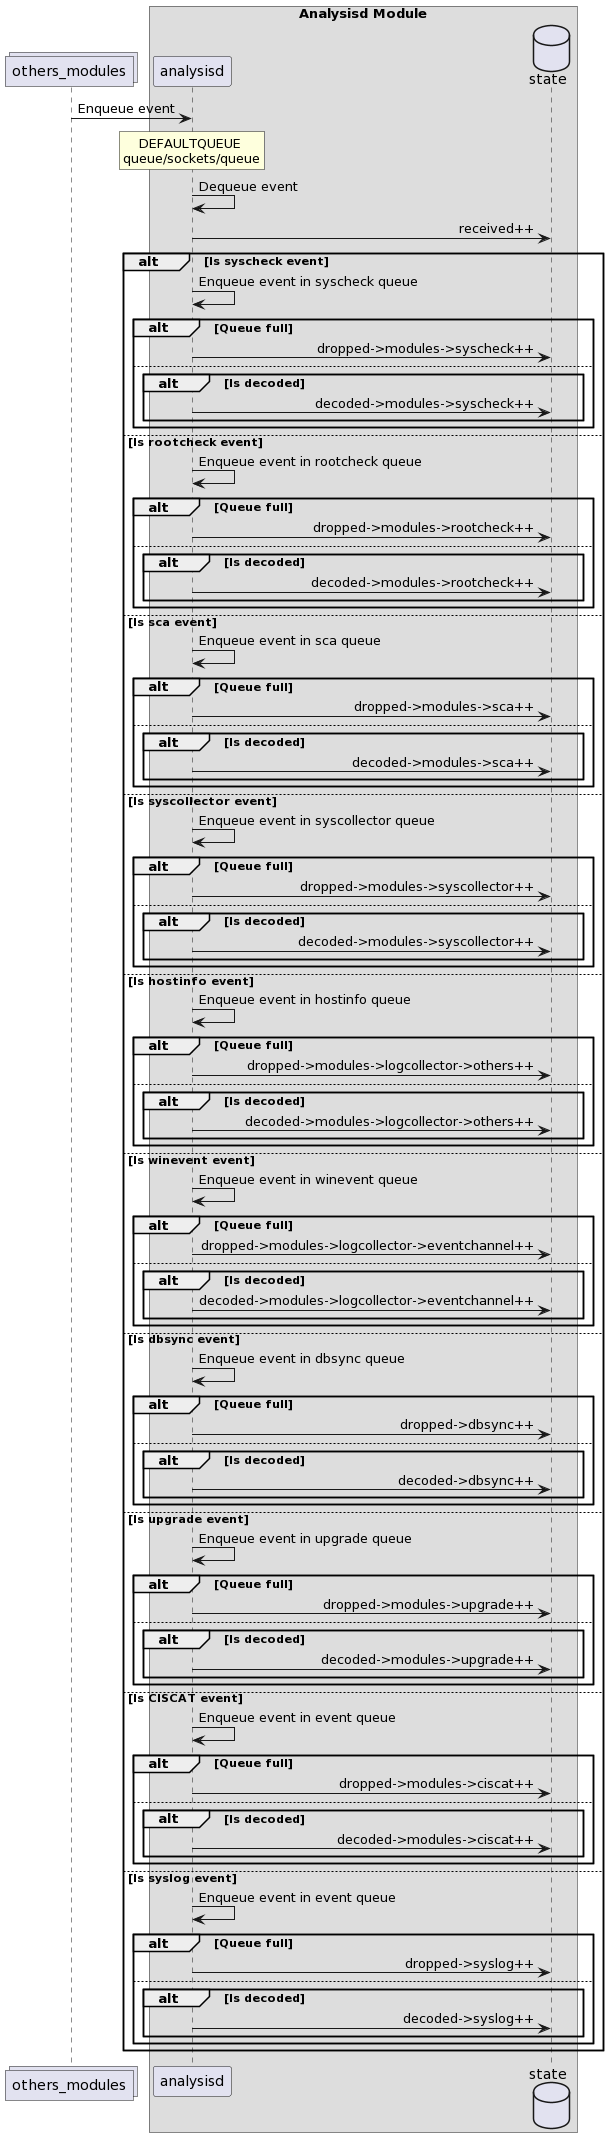 Analysisd Module
others_modules
analysisd
state
Enqueue event
DEFAULTQUEUE
queue/sockets/queue
Dequeue event
received++
alt [Is syscheck event]
Enqueue event in syscheck queue
alt [Queue full]
dropped->modules->syscheck++
alt [Is decoded]
decoded->modules->syscheck++
[Is rootcheck event]
Enqueue event in rootcheck queue
alt [Queue full]
dropped->modules->rootcheck++
alt [Is decoded]
decoded->modules->rootcheck++
[Is sca event]
Enqueue event in sca queue
alt [Queue full]
dropped->modules->sca++
alt [Is decoded]
decoded->modules->sca++
[Is syscollector event]
Enqueue event in syscollector queue
alt [Queue full]
dropped->modules->syscollector++
alt [Is decoded]
decoded->modules->syscollector++
[Is hostinfo event]
Enqueue event in hostinfo queue
alt [Queue full]
dropped->modules->logcollector->others++
alt [Is decoded]
decoded->modules->logcollector->others++
[Is winevent event]
Enqueue event in winevent queue
alt [Queue full]
dropped->modules->logcollector->eventchannel++
alt [Is decoded]
decoded->modules->logcollector->eventchannel++
[Is dbsync event]
Enqueue event in dbsync queue
alt [Queue full]
dropped->dbsync++
alt [Is decoded]
decoded->dbsync++
[Is upgrade event]
Enqueue event in upgrade queue
alt [Queue full]
dropped->modules->upgrade++
alt [Is decoded]
decoded->modules->upgrade++
[Is CISCAT event]
Enqueue event in event queue
alt [Queue full]
dropped->modules->ciscat++
alt [Is decoded]
decoded->modules->ciscat++
[Is syslog event]
Enqueue event in event queue
alt [Queue full]
dropped->syslog++
alt [Is decoded]
decoded->syslog++
others_modules
analysisd
state